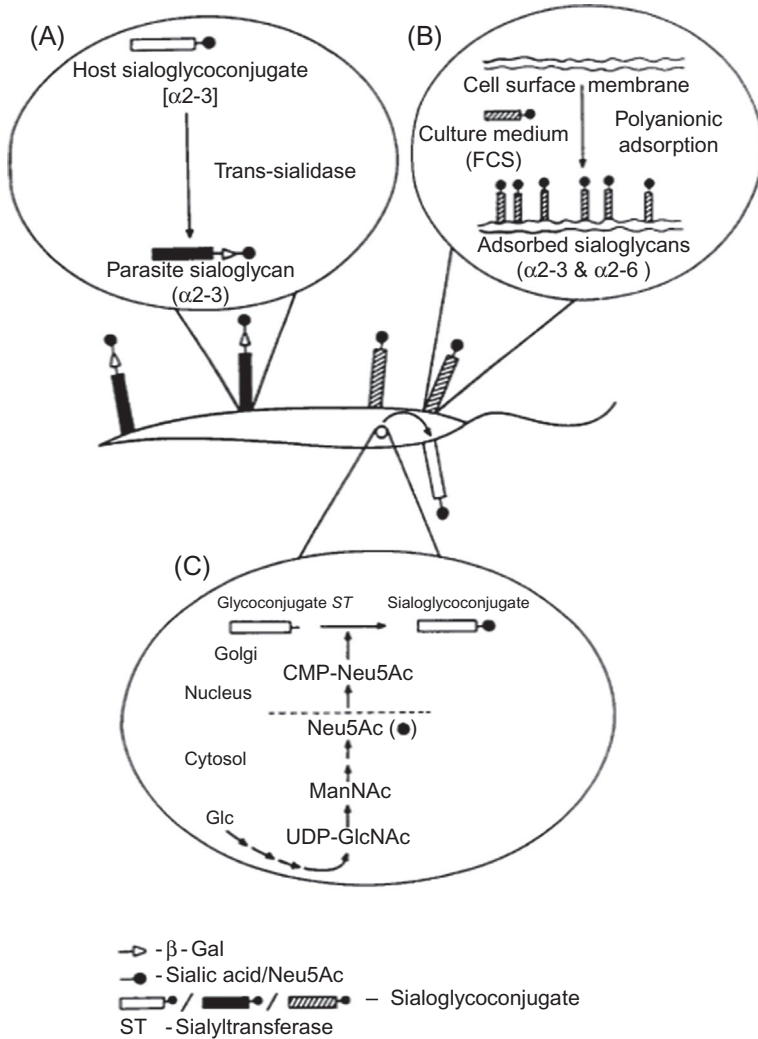 (A)
Host sialoglycoconjugate
[α2-3]
Trans-sialidase
Parasite sialoglycan
(α2-3)
(B)
Cell surface membrane
Culture medium
(FCS)
Polyanionic
adsorption
Adsorbed sialoglycans
(α2-3 & α2-6 )
(C)
Glycoconjugate ST
Sialoglycoconjugate
Golgi
CMP-Neu5Ac
Nucleus
Neu5Ac (●)
Cytosol
ManNAc
Glc
UDP-GlcNAc
- β - Gal
- Sialic acid/Neu5Ac
/ / – Sialoglycoconjugate
ST - Sialyltransferase